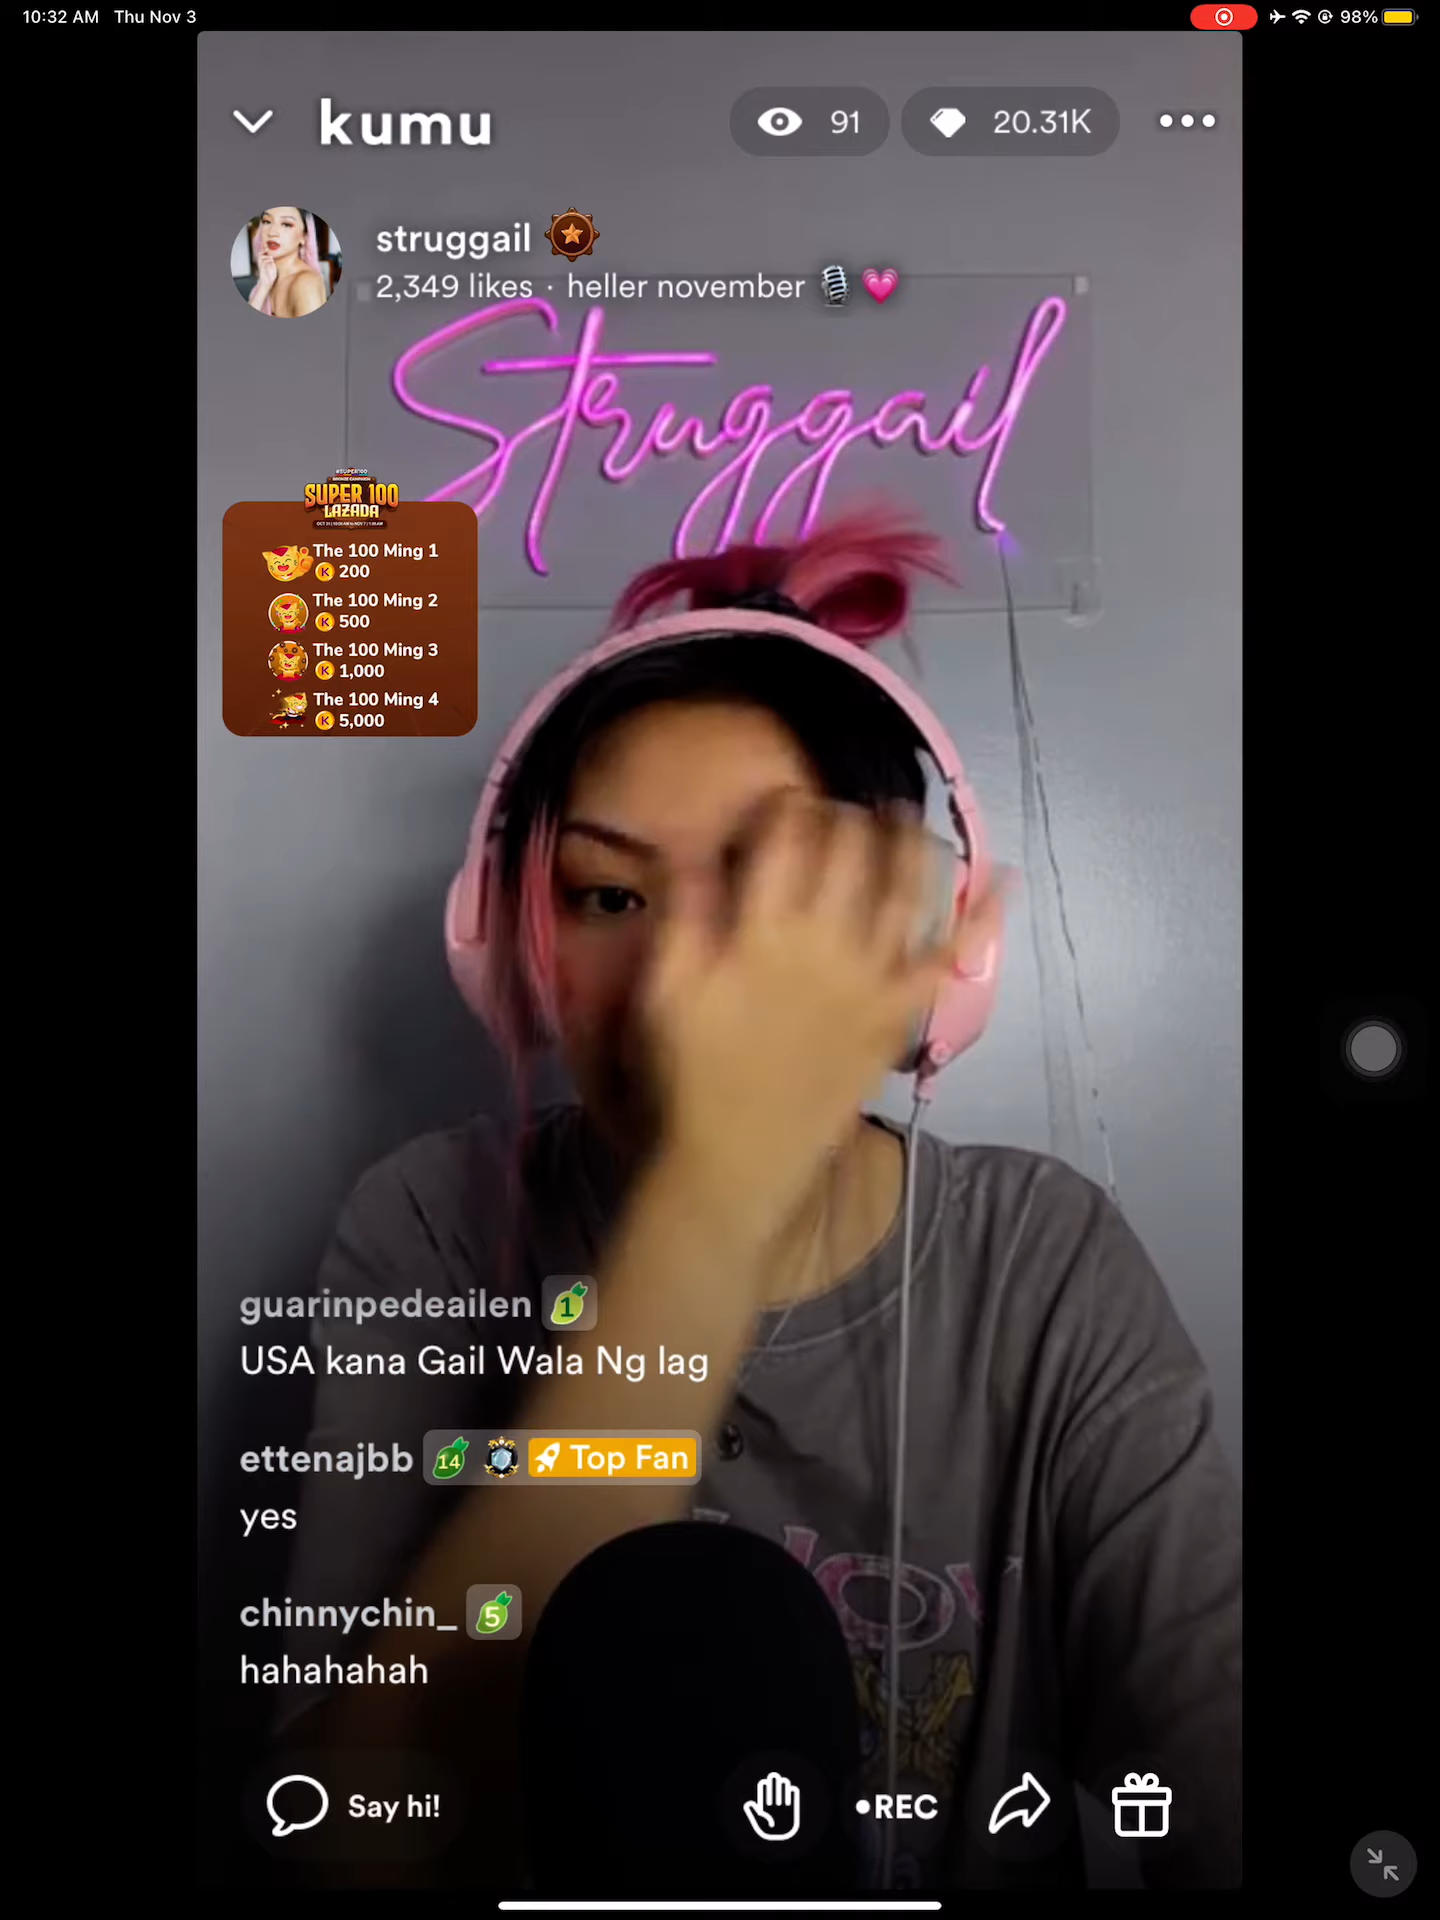 10:32 AM Thu Nov 3
98%
kumu
91
20.31K
struggail
2,349 likes · heller november
Struggail
#SUPER100
BRONZE CAMPAIGN
SUPER 100
LAZADA
The 100 Ming 1
K 200
The 100 Ming 2
K 500
The 100 Ming 3
K 1,000
The 100 Ming 4
K 5,000
guarinpedeailen 1
USA kana Gail Wala Ng lag
ettenajbb 14 Top Fan
yes
chinnychin_ 5
hahahahah
Say hi!
•REC